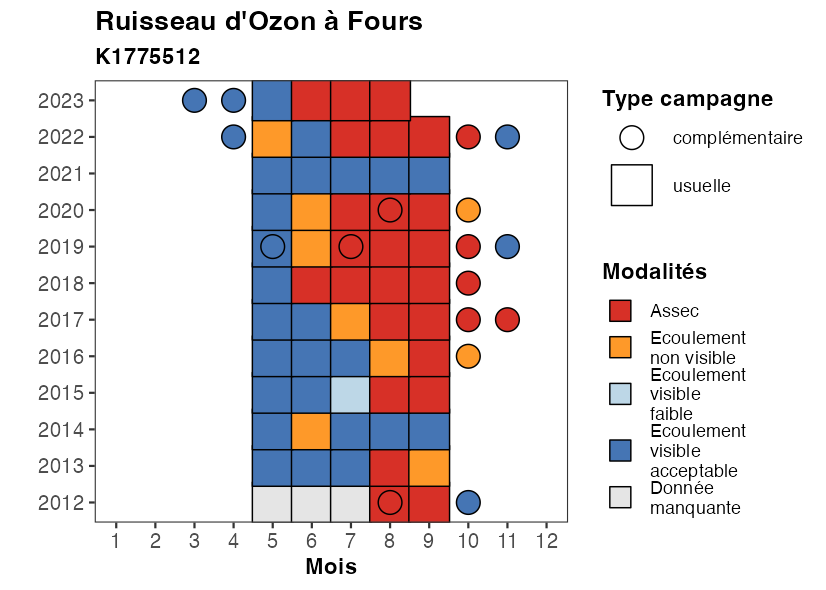 Ruisseau d'Ozon à Fours
K1775512
2023
2022
2021
2020
2019
2018
2017
2016
2015
2014
2013
2012
1 2 3 4 5 6 7 8 9 10 11 12
Mois
Type campagne
complémentaire
usuelle
Modalités
Assec
Ecoulement
non visible
Ecoulement
visible
faible
Ecoulement
visible
acceptable
Donnée
manquante